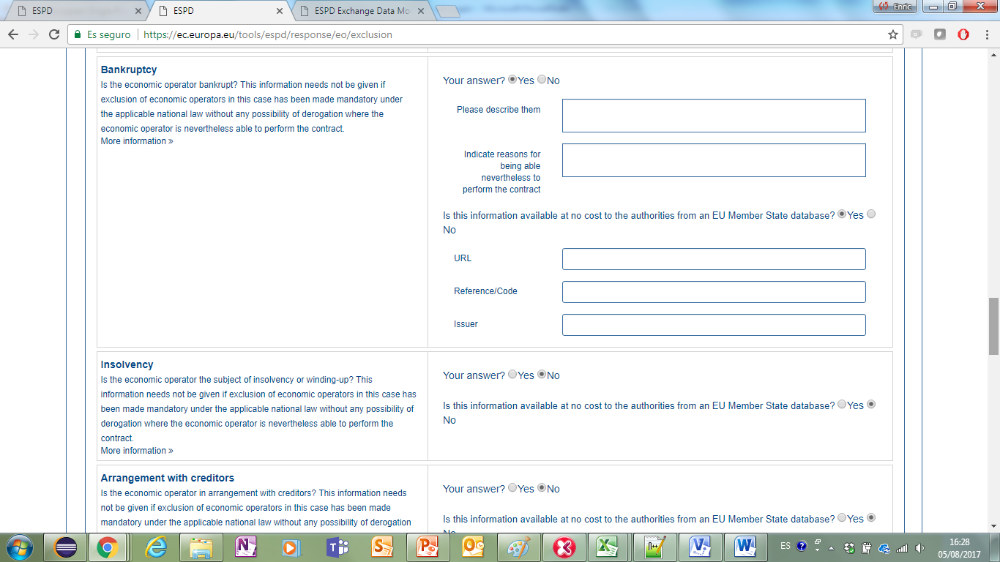 ESPD
ESPD
ESPD Exchange Data Mo
Enric
Es seguro
https://ec.europa.eu/tools/espd/response/eo/exclusion
Bankruptcy
Is the economic operator bankrupt? This information needs not be given if
exclusion of economic operators in this case has been made mandatory under
the applicable national law without any possibility of derogation where the
economic operator is nevertheless able to perform the contract.
More information »
Your answer? Yes No
Please describe them
Indicate reasons for
being able
nevertheless to
perform the contract
Is this information available at no cost to the authorities from an EU Member State database? Yes
No
URL
Reference/Code
Issuer
Insolvency
Is the economic operator the subject of insolvency or winding-up? This
information needs not be given if exclusion of economic operators in this case has
been made mandatory under the applicable national law without any possibility of
derogation where the economic operator is nevertheless able to perform the
contract.
More information »
Your answer? Yes No
Is this information available at no cost to the authorities from an EU Member State database? Yes
No
Arrangement with creditors
Is the economic operator in arrangement with creditors? This information needs
not be given if exclusion of economic operators in this case has been made
mandatory under the applicable national law without any possibility of derogation
Your answer? Yes No
Is this information available at no cost to the authorities from an EU Member State database? Yes
No
ES
16:28
05/08/2017